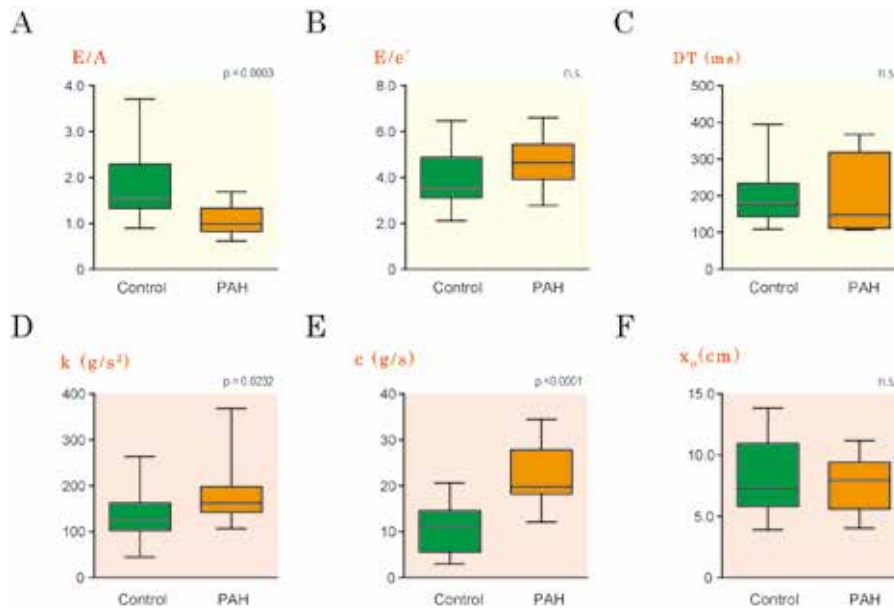 A
E/A
p<0.0003
4.0
3.0
2.0
1.0
0
Control PAH
B
E/e'
n.s.
8.0
6.0
4.0
2.0
0
Control PAH
C
DT (ms)
n.s
500
400
300
200
100
0
Control PAH
D
k (g/s²)
p=0.0232
400
300
200
100
0
Control PAH
E
c (g/s)
p<0.0001
40
30
20
10
0
Control PAH
F
x₀(cm)
n.s
15.0
10.0
5.0
0
Control PAH